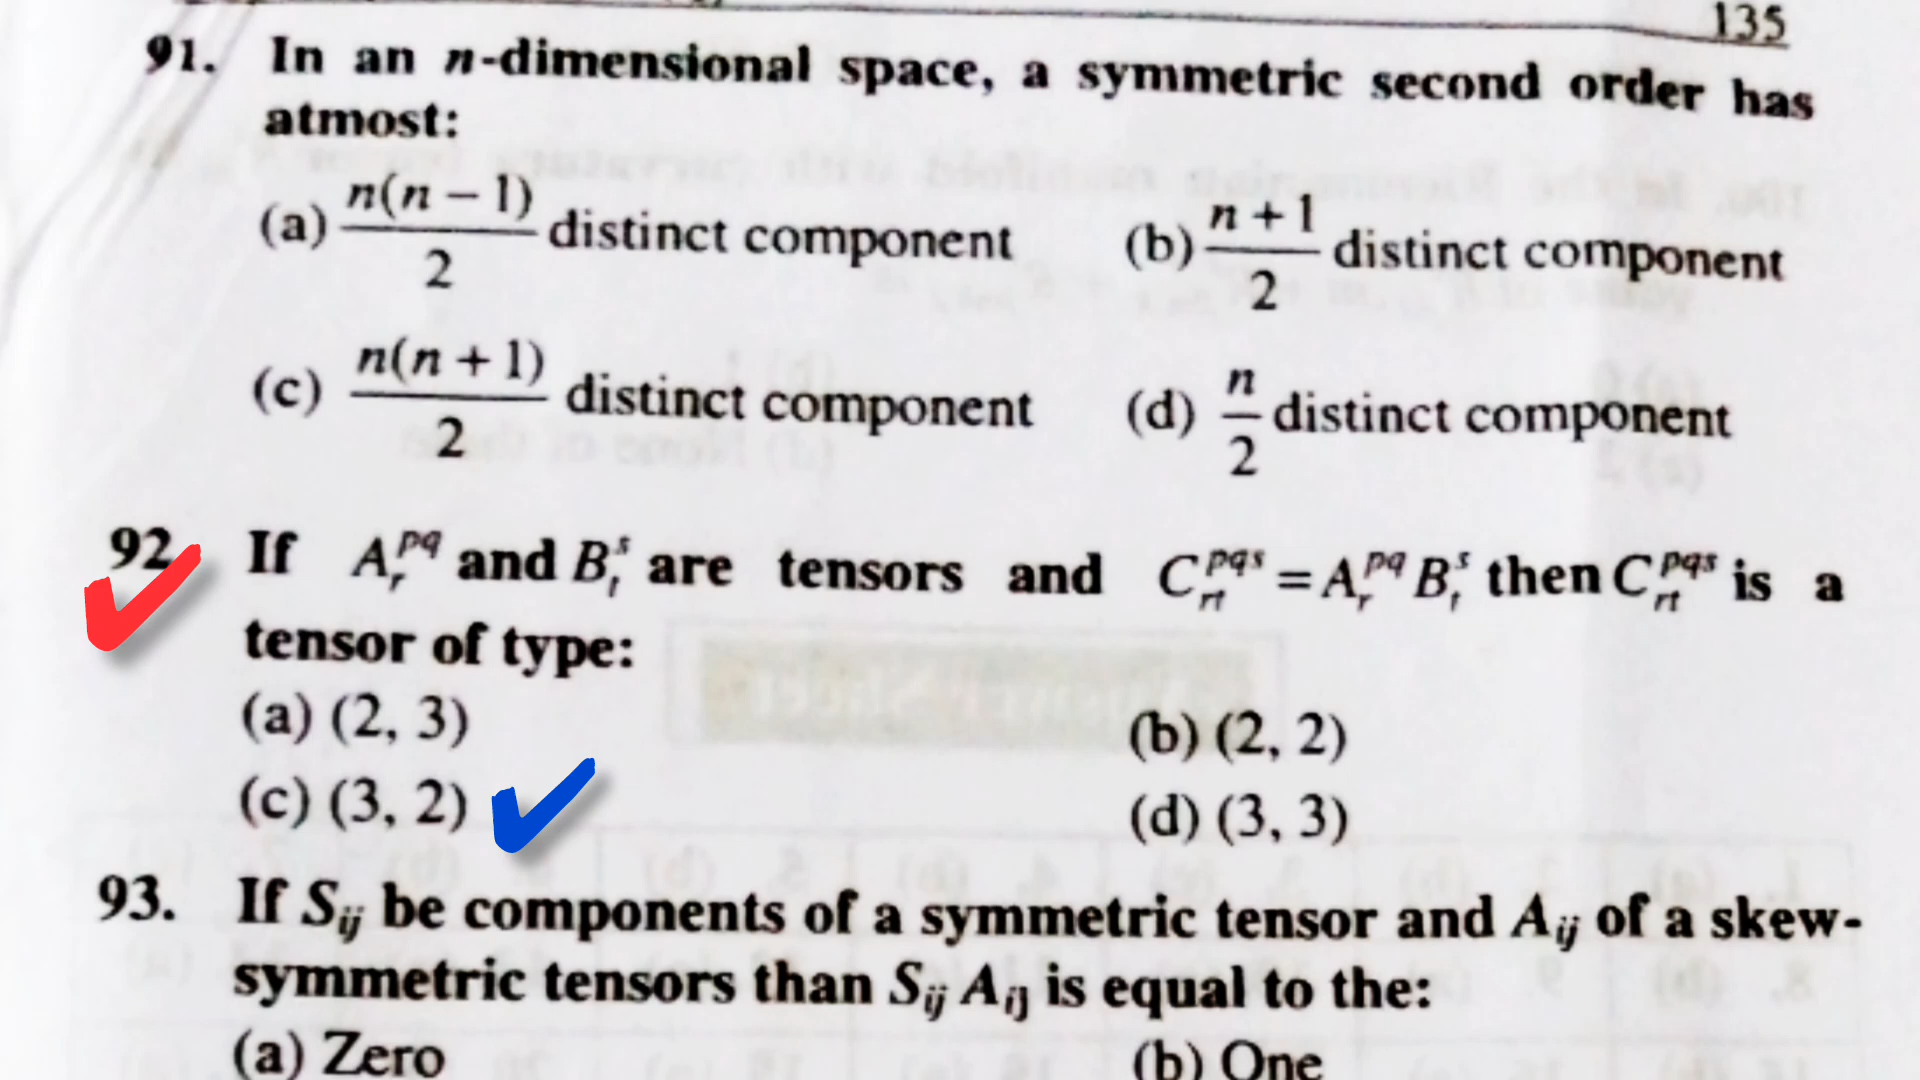 135
91. In an n-dimensional space, a symmetric second order has
atmost:
(a) n(n − 1)/2 distinct component (b) n + 1/2 distinct component
(c) n(n + 1)/2 distinct component (d) n/2 distinct component
92. If A_r^{pq} and B_t^s are tensors and C_{rt}^{pqs} = A_r^{pq} B_t^s then C_{rt}^{pqs} is a
tensor of type:
(a) (2, 3) (b) (2, 2)
(c) (3, 2) (d) (3, 3)
93. If S_{ij} be components of a symmetric tensor and A_{ij} of a skew-
symmetric tensors than S_{ij} A_{ij} is equal to the:
(a) Zero (b) One